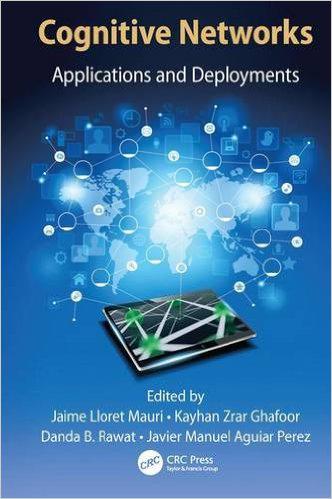 Cognitive Networks
Applications and Deployments
Edited by
Jaime Lloret Mauri • Kayhan Zrar Ghafoor
Danda B. Rawat • Javier Manuel Aguiar Perez
CRC
CRC Press
Taylor & Francis Group